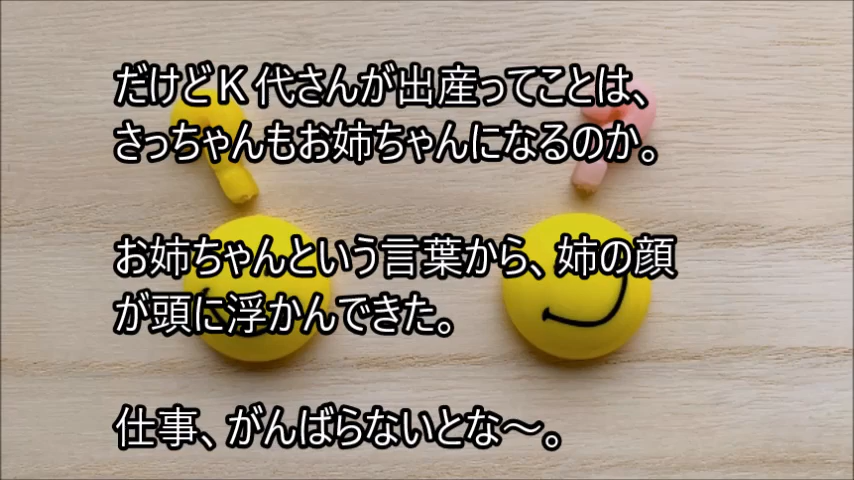 だけどＫ代さんが出産ってことは、
さっちゃんもお姉ちゃんになるのか。
お姉ちゃんという言葉から、姉の顔
が頭に浮かんできた。
仕事、がんばらないとな～。